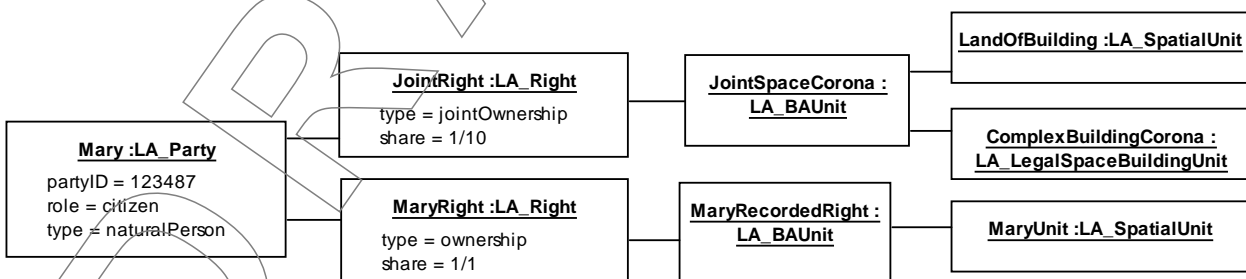 Mary :LA_Party
partyID = 123487
role = citizen
type = naturalPerson
JointRight :LA_Right
type = jointOwnership
share = 1/10
MaryRight :LA_Right
type = ownership
share = 1/1
JointSpaceCorona :
LA_BAUnit
MaryRecordedRight :
LA_BAUnit
LandOfBuilding :LA_SpatialUnit
ComplexBuildingCorona :
LA_LegalSpaceBuildingUnit
MaryUnit :LA_SpatialUnit